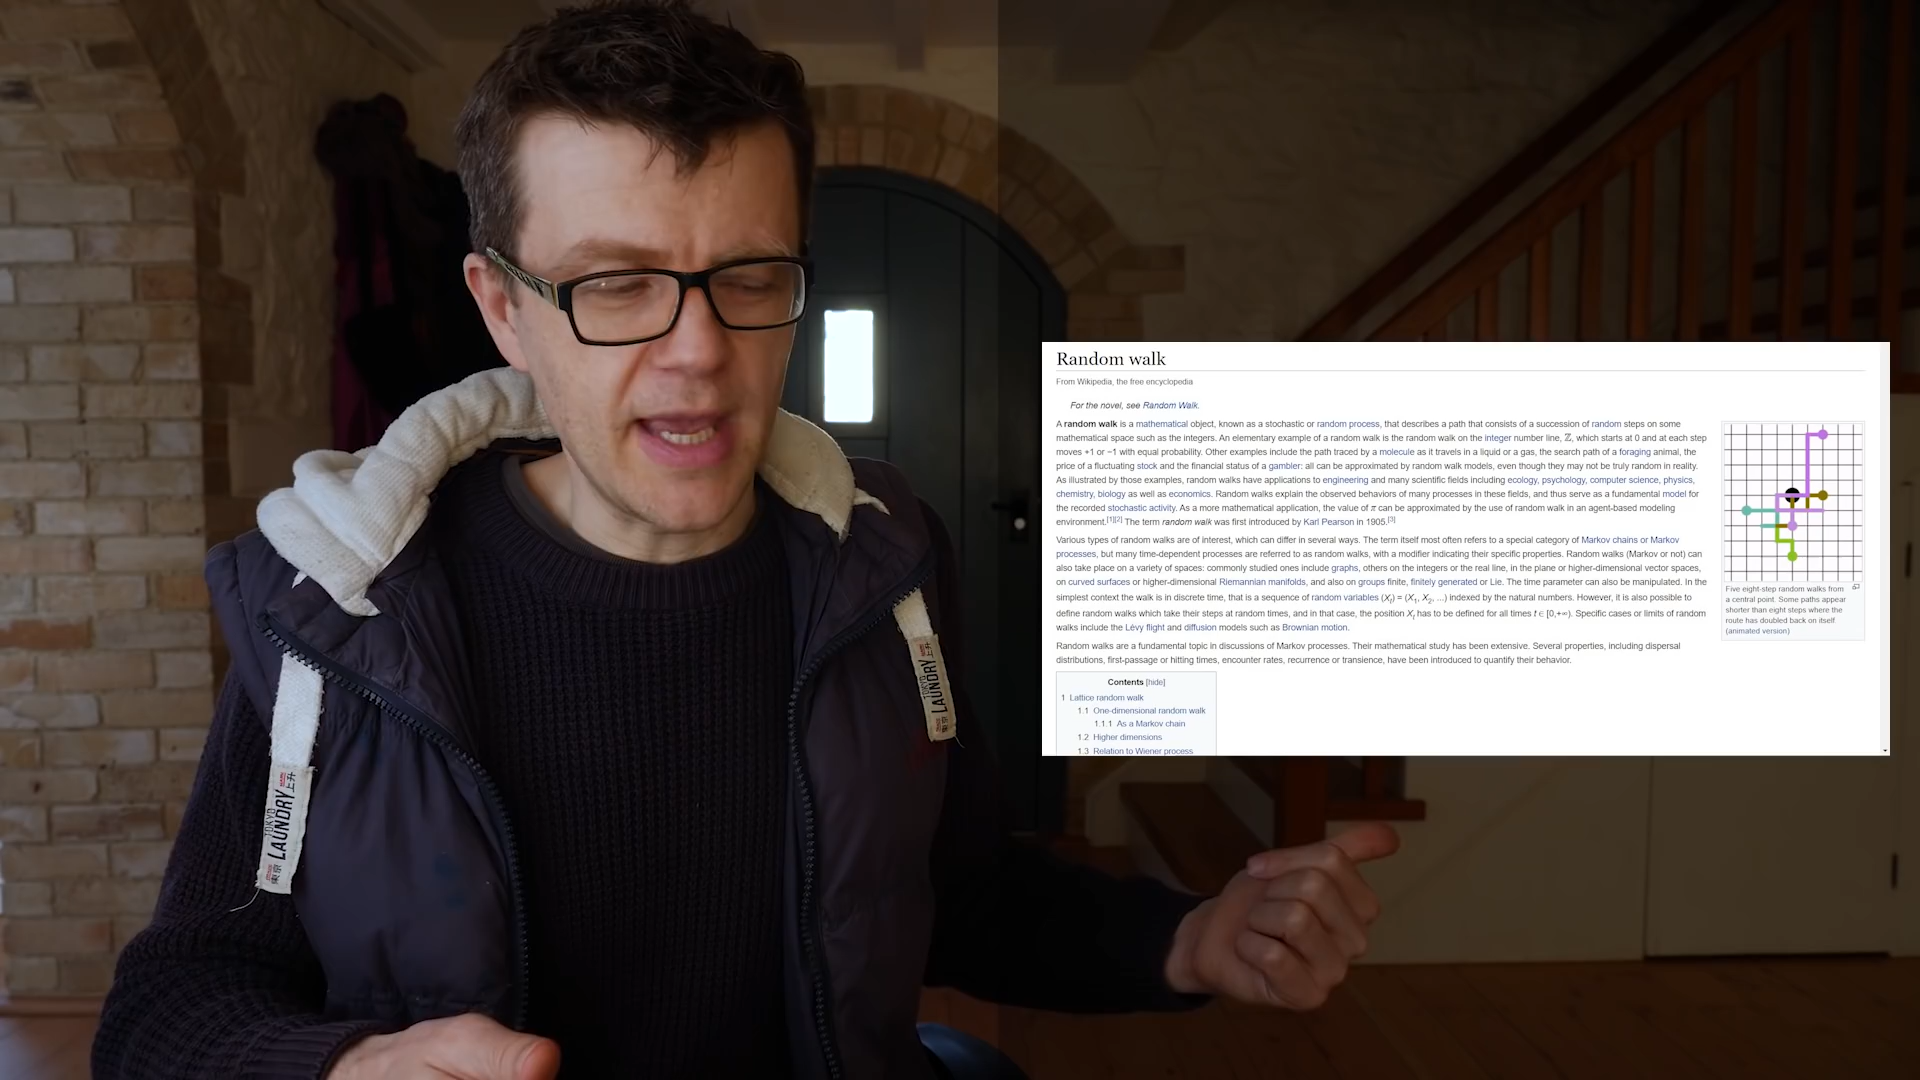 Random walk
From Wikipedia, the free encyclopedia
For the novel, see Random Walk.
A random walk is a mathematical object, known as a stochastic or random process, that describes a path that consists of a succession of random steps on some
mathematical space such as the integers. An elementary example of a random walk is the random walk on the integer number line, ℤ, which starts at 0 and at each step
moves +1 or −1 with equal probability. Other examples include the path traced by a molecule as it travels in a liquid or a gas, the search path of a foraging animal, the
price of a fluctuating stock and the financial status of a gambler: all can be approximated by random walk models, even though they may not be truly random in reality.
As illustrated by those examples, random walks have applications to engineering and many scientific fields including ecology, psychology, computer science, physics,
chemistry, biology as well as economics. Random walks explain the observed behaviors of many processes in these fields, and thus serve as a fundamental model for
the recorded stochastic activity. As a more mathematical application, the value of π can be approximated by the use of random walk in an agent-based modeling
environment.[1][2] The term random walk was first introduced by Karl Pearson in 1905.[3]
Various types of random walks are of interest, which can differ in several ways. The term itself most often refers to a special category of Markov chains or Markov
processes, but many time-dependent processes are referred to as random walks, with a modifier indicating their specific properties. Random walks (Markov or not) can
also take place on a variety of spaces: commonly studied ones include graphs, others on the integers or the real line, in the plane or higher-dimensional vector spaces,
on curved surfaces or higher-dimensional Riemannian manifolds, and also on groups finite, finitely generated or Lie. The time parameter can also be manipulated. In the
simplest context the walk is in discrete time, that is a sequence of random variables (Xt) = (X1, X2, ...) indexed by the natural numbers. However, it is also possible to
define random walks which take their steps at random times, and in that case, the position Xt has to be defined for all times t ∈ [0,+∞). Specific cases or limits of random
walks include the Lévy flight and diffusion models such as Brownian motion.
Random walks are a fundamental topic in discussions of Markov processes. Their mathematical study has been extensive. Several properties, including dispersal
distributions, first-passage or hitting times, encounter rates, recurrence or transience, have been introduced to quantify their behavior.
Five eight-step random walks from
a central point. Some paths appear
shorter than eight steps where the
route has doubled back on itself.
(animated version)
Contents [hide]
1 Lattice random walk
1.1 One-dimensional random walk
1.1.1 As a Markov chain
1.2 Higher dimensions
1.3 Relation to Wiener process
TOKYO
LAUNDRY
東京
TOKYO
LAUNDRY
東京